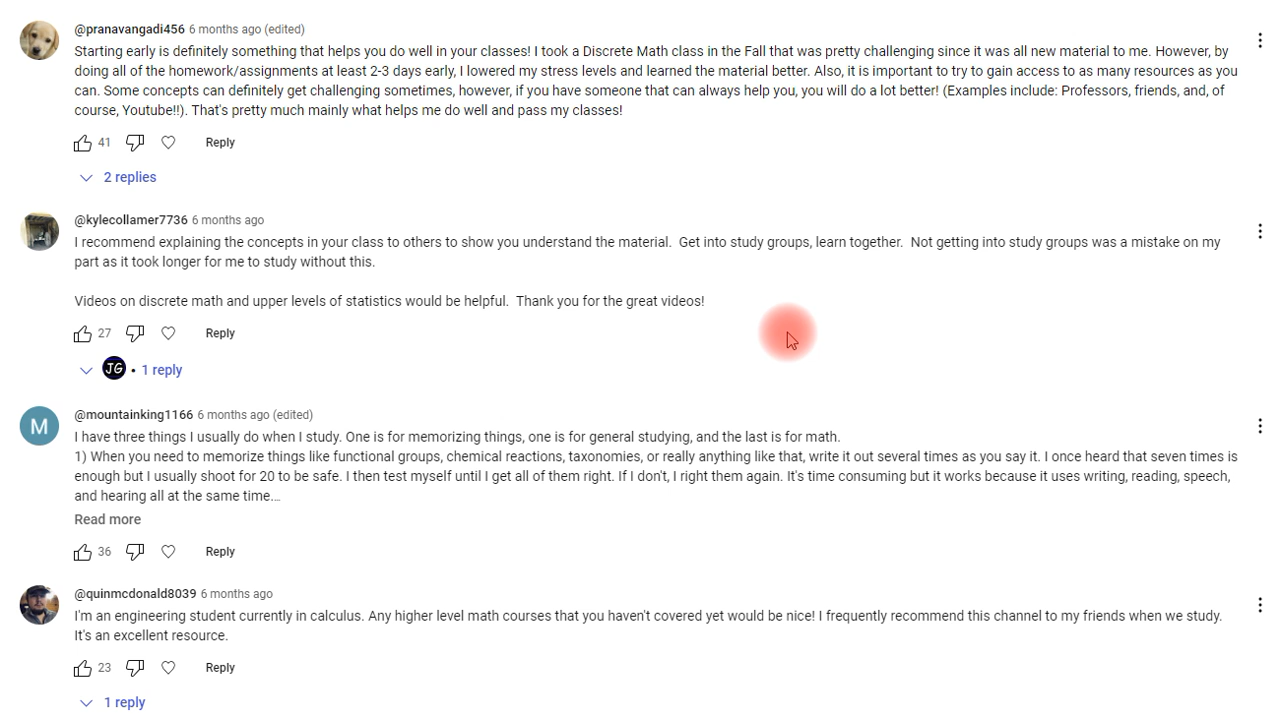 @pranavangadi456 6 months ago (edited)
Starting early is definitely something that helps you do well in your classes! I took a Discrete Math class in the Fall that was pretty challenging since it was all new material to me. However, by
doing all of the homework/assignments at least 2-3 days early, I lowered my stress levels and learned the material better. Also, it is important to try to gain access to as many resources as you
can. Some concepts can definitely get challenging sometimes, however, if you have someone that can always help you, you will do a lot better! (Examples include: Professors, friends, and, of
course, Youtube!!). That's pretty much mainly what helps me do well and pass my classes!
41 Reply
2 replies
@kylecollamer7736 6 months ago
I recommend explaining the concepts in your class to others to show you understand the material.  Get into study groups, learn together.  Not getting into study groups was a mistake on my
part as it took longer for me to study without this.
Videos on discrete math and upper levels of statistics would be helpful.  Thank you for the great videos!
27 Reply
JG • 1 reply
@mountainking1166 6 months ago (edited)
M
I have three things I usually do when I study. One is for memorizing things, one is for general studying, and the last is for math.
1) When you need to memorize things like functional groups, chemical reactions, taxonomies, or really anything like that, write it out several times as you say it. I once heard that seven times is
enough but I usually shoot for 20 to be safe. I then test myself until I get all of them right. If I don't, I right them again. It's time consuming but it works because it uses writing, reading, speech,
and hearing all at the same time...
Read more
36 Reply
@quinmcdonald8039 6 months ago
I'm an engineering student currently in calculus. Any higher level math courses that you haven't covered yet would be nice! I frequently recommend this channel to my friends when we study.
It's an excellent resource.
23 Reply
1 reply